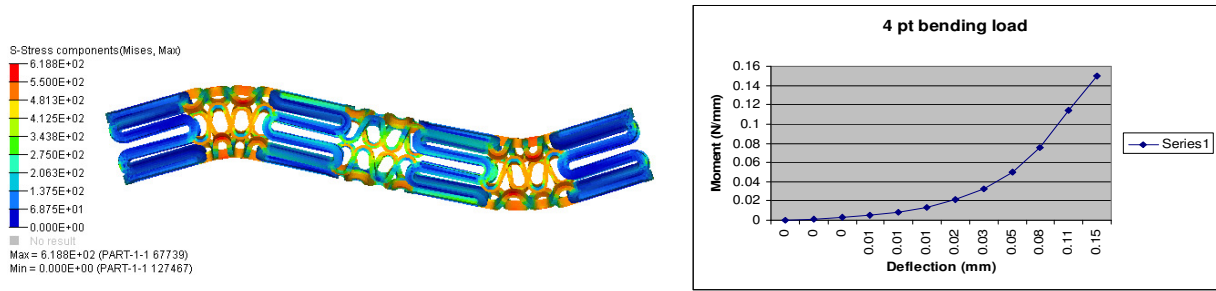 S-Stress components(Mises, Max)
6.188E+02
5.500E+02
4.813E+02
4.125E+02
3.438E+02
2.750E+02
2.063E+02
1.375E+02
6.875E+01
0.000E+00
No result
Max = 6.188E+02 (PART-1-1 67739)
Min = 0.000E+00 (PART-1-1 127467)
4 pt bending load
Moment (N/mm)
0.16
0.14
0.12
0.1
0.08
0.06
0.04
0.02
0
0 0 0 0.01 0.01 0.01 0.02 0.03 0.05 0.08 0.11 0.15
Deflection (mm)
Series1